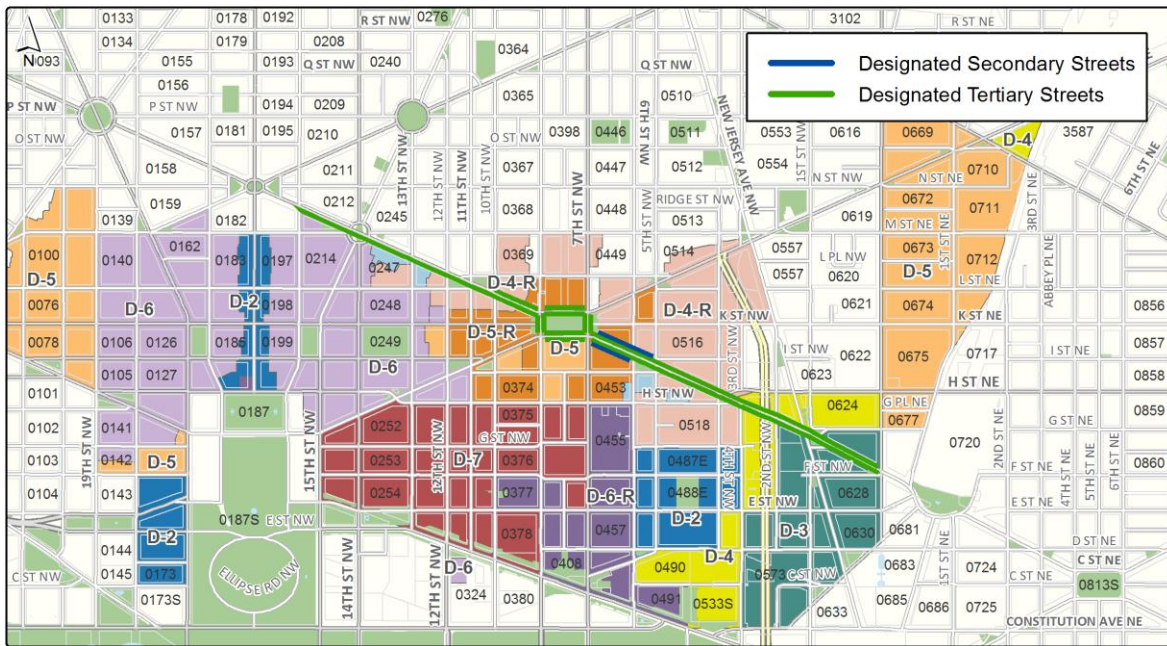 0133
0178
0192
R ST NW
0276
3102
R ST NE
0134
0179
0208
0364
N
093
0155
0193
Q ST NW
0240
Q ST NW
Designated Secondary Streets
Designated Tertiary Streets
0156
P ST NW
P ST NW
0194
0209
0365
6TH ST NW
0510
NEW JERSEY AVE NW
O ST NW
0157
0181
0195
0210
13TH ST NW
O ST NW
0398
0446
0511
0553
1ST ST NW
0616
0669
D-4
3587
0158
0211
12TH ST NW
11TH ST NW
10TH ST NW
0367
7TH ST NW
0447
0512
0554
N ST NW
N ST NE
0710
6TH ST NE
0159
0139
0182
0212
0245
0368
0448
5TH ST NW
RIDGE ST NW
0513
0619
0672
M ST NE
1ST ST NE
0711
3RD ST NE
0162
0100
0140
0183
0197
0214
0247
0369
0449
0514
0557
L PL NW
0673
0712
D-5
D-6
D-2
D-4-R
D-4-R
0557
0620
D-5
L ST NE
ABBEY PL NE
0076
0198
0248
K ST NW
0621
0674
K ST NE
0856
0078
0106
0126
0185
0199
0249
D-5-R
D-5
0516
3RD ST NW
I ST NW
0622
0675
0717
I ST NE
0857
0105
0127
D-6
0623
0858
0101
0187
0374
0453
H ST NW
H ST NE
0102
19TH ST NW
0141
15TH ST NW
0252
0375
0455
0518
0624
G PL NE
0677
G ST NE
0859
0103
0142
D-5
0253
12TH ST NW
G ST NW
D-7
0376
0487E
4TH ST NW
2ND ST NW
F ST NW
0720
2ND ST NE
F ST NE
4TH ST NE
5TH ST NE
6TH ST NE
0860
0104
0143
0254
0377
D-6-R
0488E
E ST NW
0628
E ST NE
0187S
E ST NW
D-2
0378
0457
D-2
D-3
0630
0681
1ST ST NE
D ST NE
0144
ELLIPSE RD NW
14TH ST NW
12TH ST NW
D-6
0408
D-4
C ST NE
C ST NW
0145
0173
0490
0573
C ST NW
0683
0724
C ST NE
0813S
0173S
0324
0380
0491
0533S
0633
0685
0686
0725
CONSTITUTION AVE NE